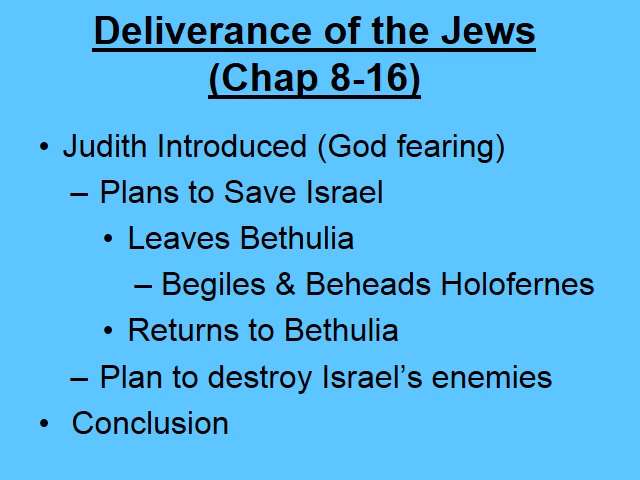 Deliverance of the Jews
(Chap 8-16)
• Judith Introduced (God fearing)
– Plans to Save Israel
• Leaves Bethulia
– Begiles & Beheads Holofernes
• Returns to Bethulia
– Plan to destroy Israel’s enemies
• Conclusion